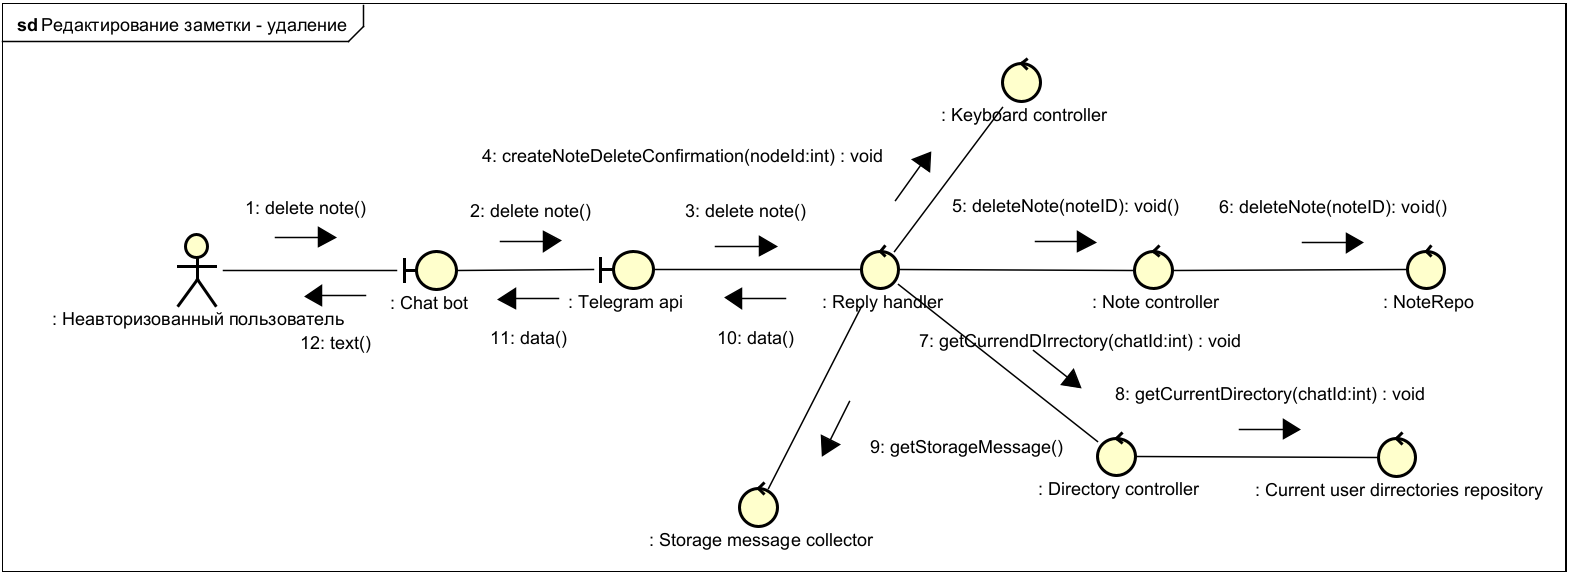 sd Редактирование заметки - удаление
: Keyboard controller
4: createNoteDeleteConfirmation(nodeId:int) : void
1: delete note()
2: delete note()
3: delete note()
5: deleteNote(noteID): void()
6: deleteNote(noteID): void()
: Неавторизованный пользователь
: Chat bot
: Telegram api
: Reply handler
: Note controller
: NoteRepo
12: text()
11: data()
10: data()
7: getCurrendDIrrectory(chatId:int) : void
8: getCurrentDirectory(chatId:int) : void
9: getStorageMessage()
: Directory controller
: Current user dirrectories repository
: Storage message collector